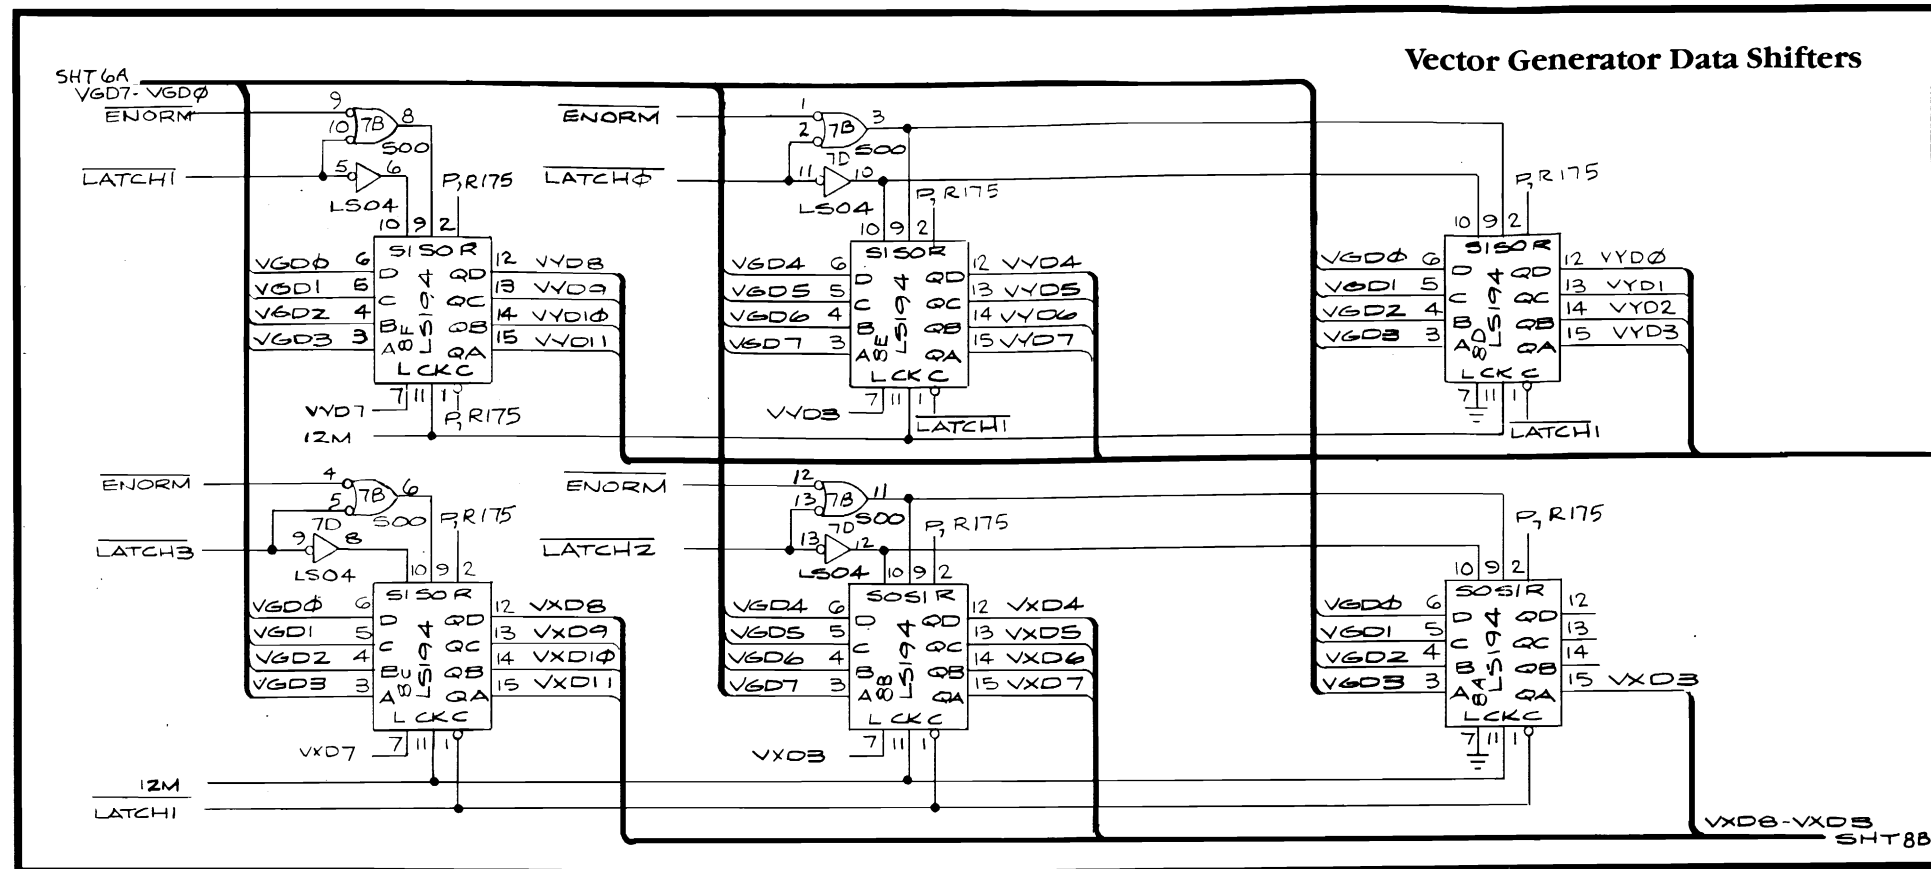 Vector Generator Data Shifters
SHT 6A
VGD7-VGDØ
ENORM
9
10
7B
8
S00
LATCH1
5
6
LS04
P,R175
10 9 2
S1 S0 R
VGDØ 6 D QD 12 VYD8
VGD1 5 C QC 13 VYD9
VGD2 4 B QB 14 VYD10
VGD3 3 A QA 15 VYD11
8F
LS194
L CK C
7 11 1
VYD7
P,R175
12M
ENORM
1
2
7B
3
S00
7D
LATCHØ
11
10
LS04
P,R175
10 9 2
S1 S0 R
VGD4 6 D QD 12 VYD4
VGD5 5 C QC 13 VYD5
VGD6 4 B QB 14 VYD6
VGD7 3 A QA 15 VYD7
8E
LS194
L CK C
7 11 1
VYD3
LATCH1
P,R175
10 9 2
S1 S0 R
VGDØ 6 D QD 12 VYDØ
VGD1 5 C QC 13 VYD1
VGD2 4 B QB 14 VYD2
VGD3 3 A QA 15 VYD3
8D
LS194
L CK C
7 11 1
LATCH1
ENORM
4
5
7B
6
S00
7D
LATCH3
9
8
LS04
P,R175
10 9 2
S1 S0 R
VGDØ 6 D QD 12 VXD8
VGD1 5 C QC 13 VXD9
VGD2 4 B QB 14 VXD1Ø
VGD3 3 A QA 15 VXD11
8C
LS194
L CK C
7 11 1
VXD7
12M
LATCH1
ENORM
12
13
7B
11
S00
7D
LATCH2
13
12
LS04
P,R175
10 9 2
S0 S1 R
VGD4 6 D QD 12 VXD4
VGD5 5 C QC 13 VXD5
VGD6 4 B QB 14 VXD6
VGD7 3 A QA 15 VXD7
8B
LS194
L CK C
7 11 1
VXD3
P,R175
10 9 2
S0 S1 R
VGDØ 6 D QD 12
VGD1 5 C QC 13
VGD2 4 B QB 14
VGD3 3 A QA 15 VXD3
8A
LS194
L CK C
7 11 1
SHT 8B